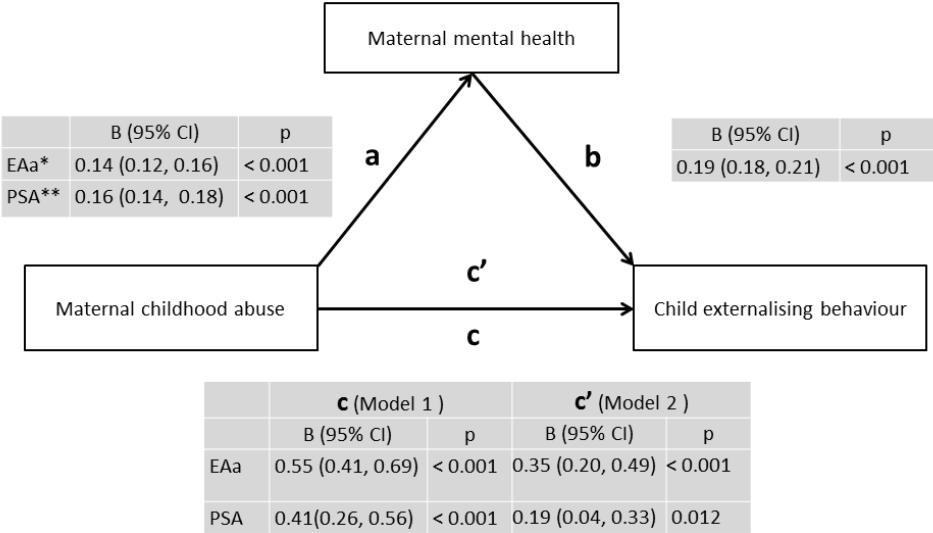 Maternal mental health
B (95% CI) p
EAa* 0.14 (0.12, 0.16) < 0.001
PSA** 0.16 (0.14, 0.18) < 0.001
a
b
B (95% CI) p
0.19 (0.18, 0.21) < 0.001
Maternal childhood abuse
c’
c
Child externalising behaviour
c (Model 1 ) c’ (Model 2 )
B (95% CI) p B (95% CI) p
EAa 0.55 (0.41, 0.69) < 0.001 0.35 (0.20, 0.49) < 0.001
PSA 0.41(0.26, 0.56) < 0.001 0.19 (0.04, 0.33) 0.012